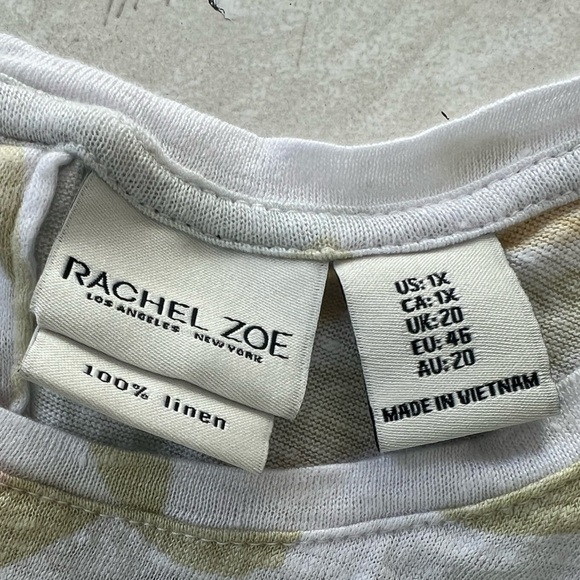 RACHEL ZOE
LOS ANGELES NEW YORK
100% linen
US: 1X
CA: 1X
UK: 20
EU: 46
AU: 20
MADE IN VIETNAM